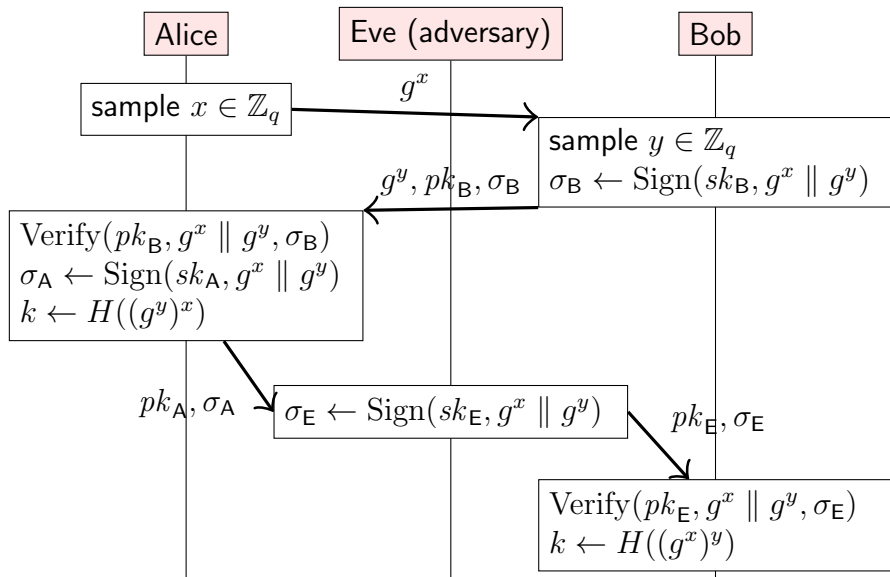 Alice
Eve (adversary)
Bob
sample x ∈ ℤ_q
g^x
sample y ∈ ℤ_q
σ_B ← Sign(sk_B, g^x ∥ g^y)
g^y, pk_B, σ_B
Verify(pk_B, g^x ∥ g^y, σ_B)
σ_A ← Sign(sk_A, g^x ∥ g^y)
k ← H((g^y)^x)
pk_A, σ_A
σ_E ← Sign(sk_E, g^x ∥ g^y)
pk_E, σ_E
Verify(pk_E, g^x ∥ g^y, σ_E)
k ← H((g^x)^y)